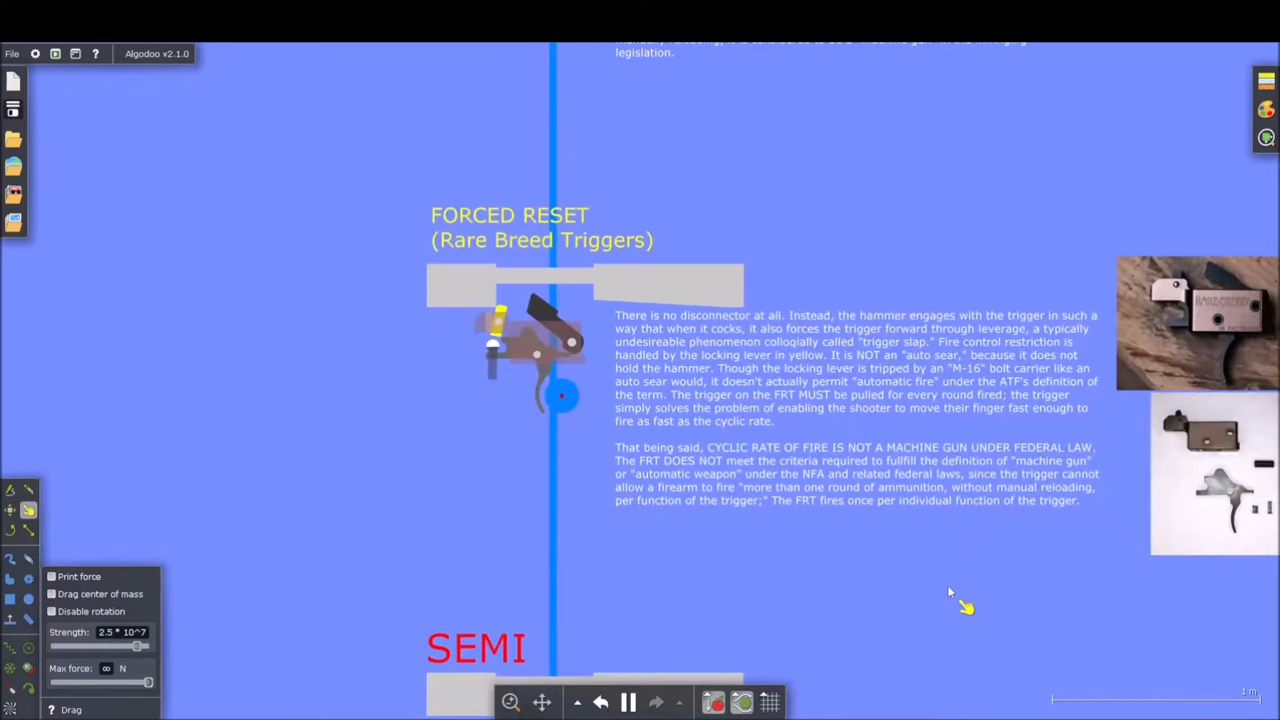 File
?
Algodoo v2.1.0
legislation.
FORCED RESET
(Rare Breed Triggers)
There is no disconnector at all. Instead, the hammer engages with the trigger in such a
way that when it cocks, it also forces the trigger forward through leverage, a typically
undesireable phenomenon colloqially called "trigger slap." Fire control restriction is
handled by the locking lever in yellow. It is NOT an "auto sear," because it does not
hold the hammer. Though the locking lever is tripped by an "M-16" bolt carrier like an
auto sear would, it doesn't actually permit "automatic fire" under the ATF's definition of
the term. The trigger on the FRT MUST be pulled for every round fired; the trigger
simply solves the problem of enabling the shooter to move their finger fast enough to
fire as fast as the cyclic rate.
That being said, CYCLIC RATE OF FIRE IS NOT A MACHINE GUN UNDER FEDERAL LAW.
The FRT DOES NOT meet the criteria required to fullfill the definition of "machine gun"
or "automatic weapon" under the NFA and related federal laws, since the trigger cannot
allow a firearm to fire "more than one round of ammunition, without manual reloading,
per function of the trigger;" The FRT fires once per individual function of the trigger.
RARE BREED
Print force
Drag center of mass
Disable rotation
Strength: 2.5 * 10^7
Max force: ∞ N
? Drag
SEMI
1 m